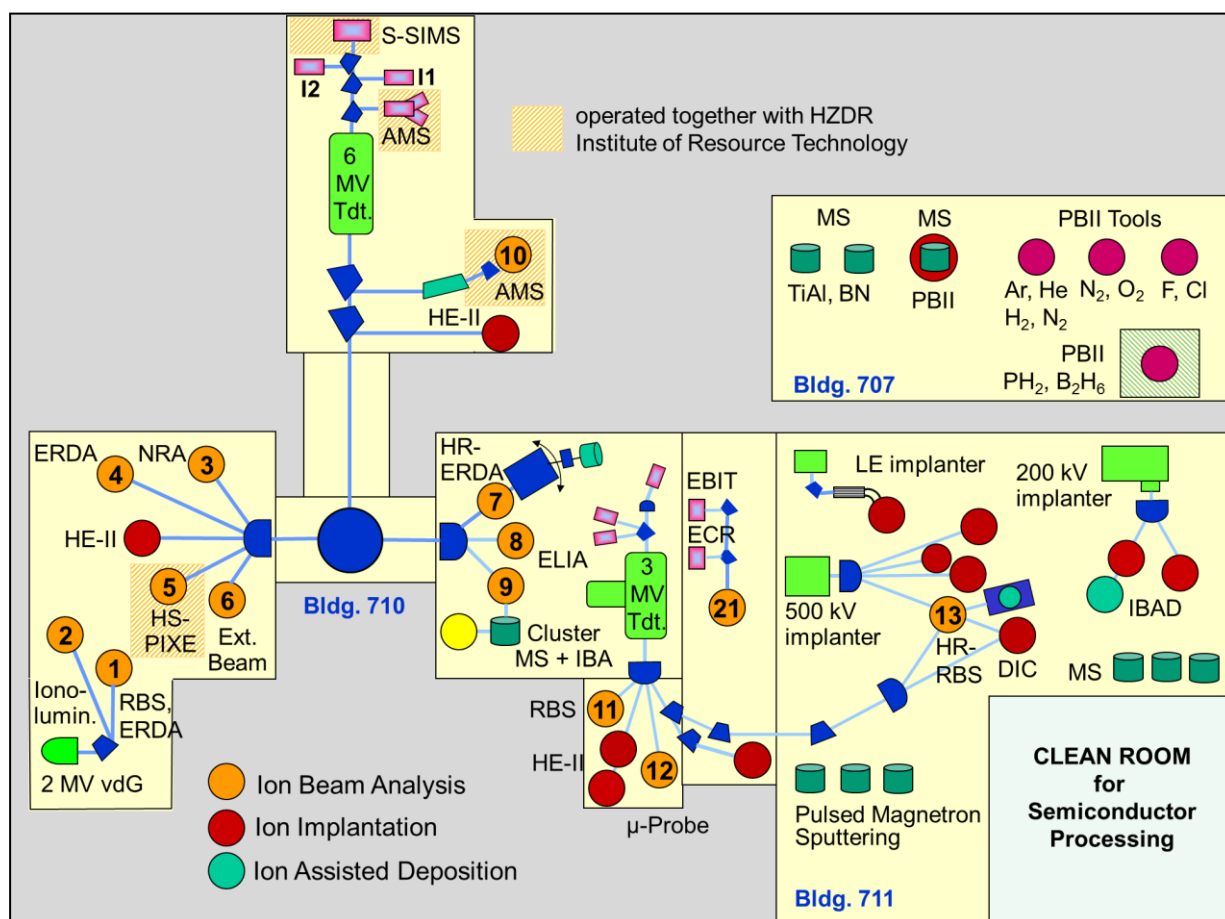 S-SIMS
I2
I1
AMS
operated together with HZDR
Institute of Resource Technology
6
MV
Tdt.
10
AMS
HE-II
MS
MS
PBII Tools
TiAl, BN
PBII
Ar, He
H₂, N₂
N₂, O₂
F, Cl
PBII
PH₂, B₂H₆
Bldg. 707
ERDA
NRA
4
3
HE-II
5
HS-
PIXE
6
Ext.
Beam
2
1
Iono-
lumin.
RBS,
ERDA
2 MV vdG
Bldg. 710
HR-
ERDA
7
8
ELIA
9
Cluster
MS + IBA
3
MV
Tdt.
EBIT
ECR
21
RBS
11
HE-II
12
µ-Probe
LE implanter
200 kV
implanter
500 kV
implanter
13
HR-
RBS
DIC
IBAD
MS
Pulsed Magnetron
Sputtering
Bldg. 711
CLEAN ROOM
for
Semiconductor
Processing
Ion Beam Analysis
Ion Implantation
Ion Assisted Deposition